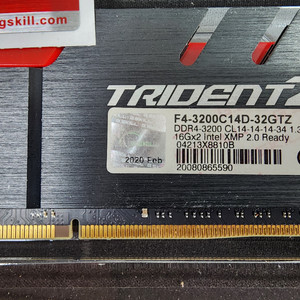 gskill.com
TRIDENT Z
F4-3200C14D-32GTZ
DDR4-3200 CL14-14-14-34 1.3
16Gx2 Intel XMP 2.0 Ready
04213X8810B
2020 Feb
20080865590